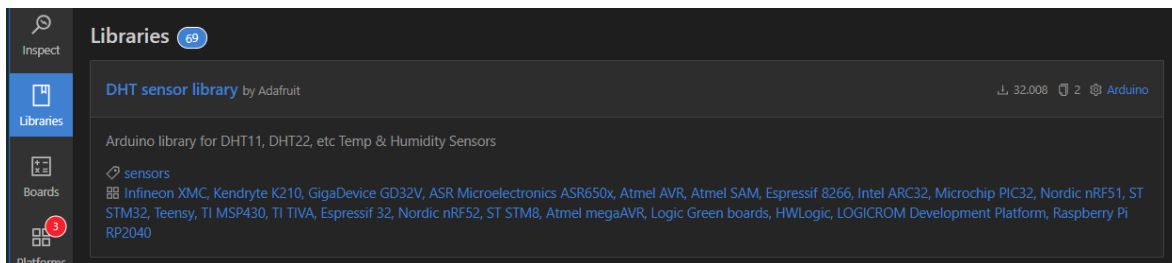 Inspect
Libraries
Boards
3
Platforms
Libraries 69
DHT sensor library by Adafruit
32.008 2 Arduino
Arduino library for DHT11, DHT22, etc Temp & Humidity Sensors
sensors
Infineon XMC, Kendryte K210, GigaDevice GD32V, ASR Microelectronics ASR650x, Atmel AVR, Atmel SAM, Espressif 8266, Intel ARC32, Microchip PIC32, Nordic nRF51, ST
STM32, Teensy, TI MSP430, TI TIVA, Espressif 32, Nordic nRF52, ST STM8, Atmel megaAVR, Logic Green boards, HWLogic, LOGICROM Development Platform, Raspberry Pi
RP2040